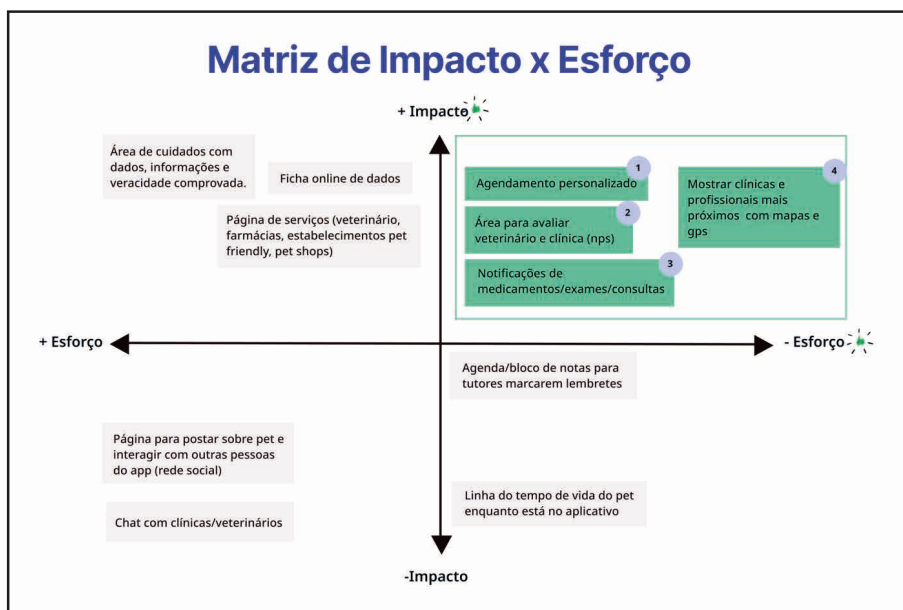 Matriz de Impacto x Esforço
+ Impacto
Área de cuidados com
dados, informações e
veracidade comprovada.
Ficha online de dados
Página de serviços (veterinário,
farmácias, estabelecimentos pet
friendly, pet shops)
1
Agendamento personalizado
2
Área para avaliar
veterinário e clínica (nps)
3
Notificações de
medicamentos/exames/consultas
4
Mostrar clínicas e
profissionais mais
próximos com mapas e
gps
+ Esforço
- Esforço
Agenda/bloco de notas para
tutores marcarem lembretes
Página para postar sobre pet e
interagir com outras pessoas
do app (rede social)
Linha do tempo de vida do pet
enquanto está no aplicativo
Chat com clínicas/veterinários
-Impacto